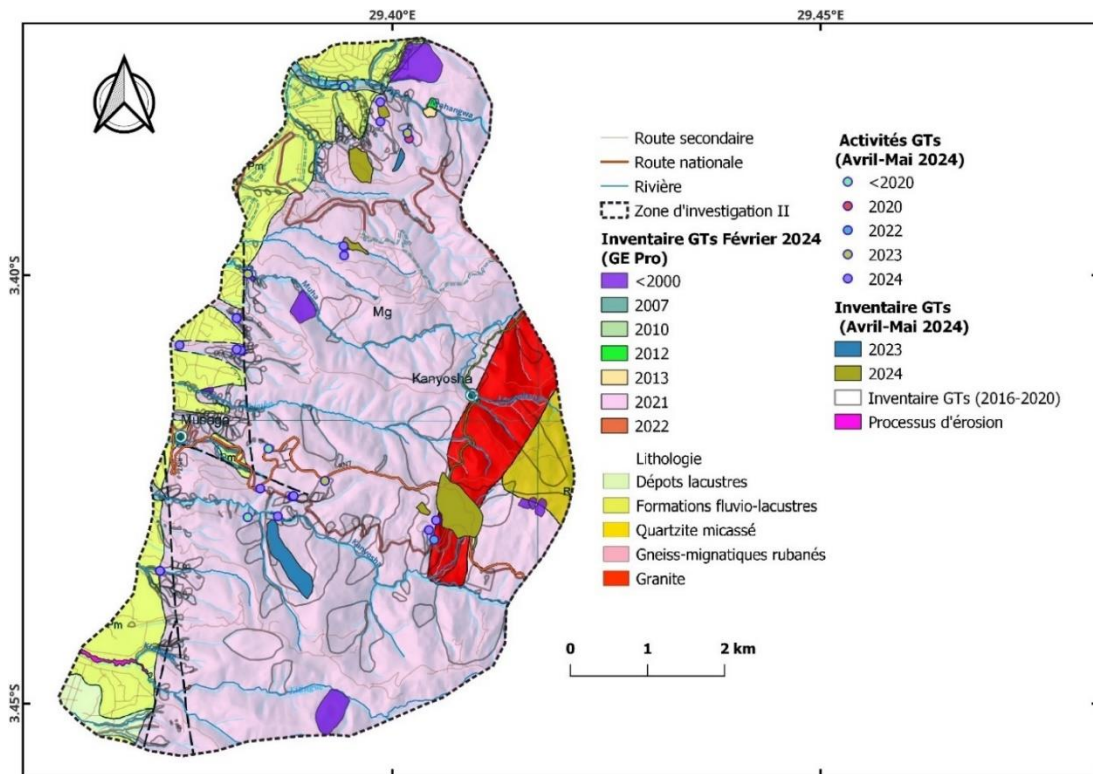 29.40°E
29.45°E
3.40°S
3.45°S
Mg
Kanyosha
Route secondaire
Route nationale
Rivière
Zone d'investigation II
Inventaire GTs Février 2024
(GE Pro)
<2000
2007
2010
2012
2013
2021
2022
Lithologie
Dépots lacustres
Formations fluvio-lacustres
Quartzite micassé
Gneiss-mignatiques rubanés
Granite
Activités GTs
(Avril-Mai 2024)
<2020
2020
2022
2023
2024
Inventaire GTs
(Avril-Mai 2024)
2023
2024
Inventaire GTs (2016-2020)
Processus d'érosion
0 1 2 km